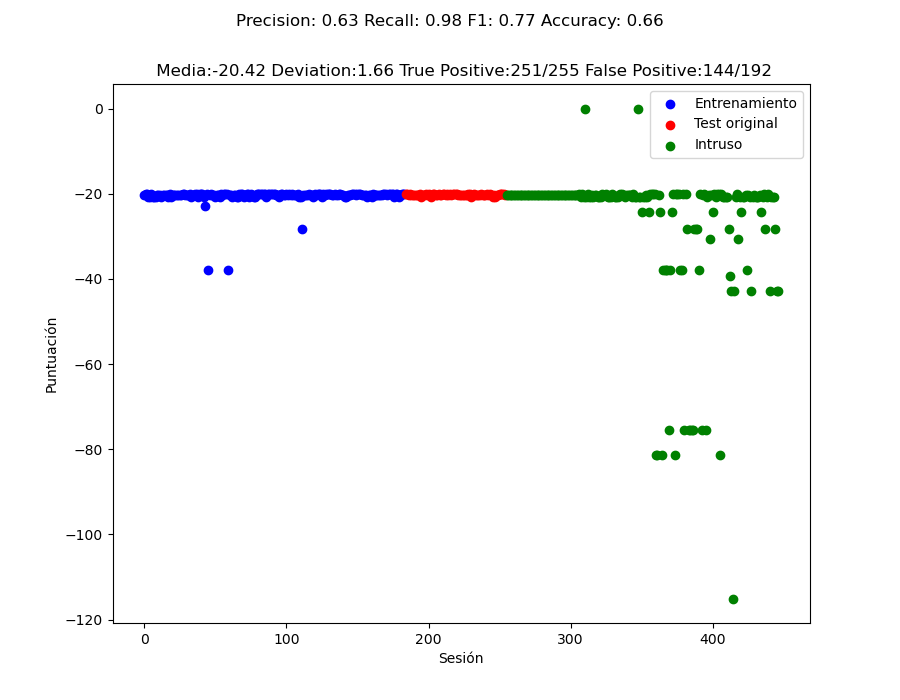 Precision: 0.63 Recall: 0.98 F1: 0.77 Accuracy: 0.66
Media:-20.42 Deviation:1.66 True Positive:251/255 False Positive:144/192
Entrenamiento
Test original
Intruso
Puntuación
0
−20
−40
−60
−80
−100
−120
0 100 200 300 400
Sesión